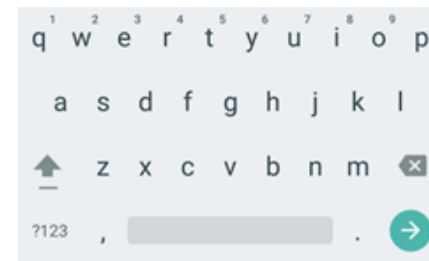 1 2 3 4 5 6 7 8 9
q w e r t y u i o p
a s d f g h j k l
z x c v b n m
?123 , .